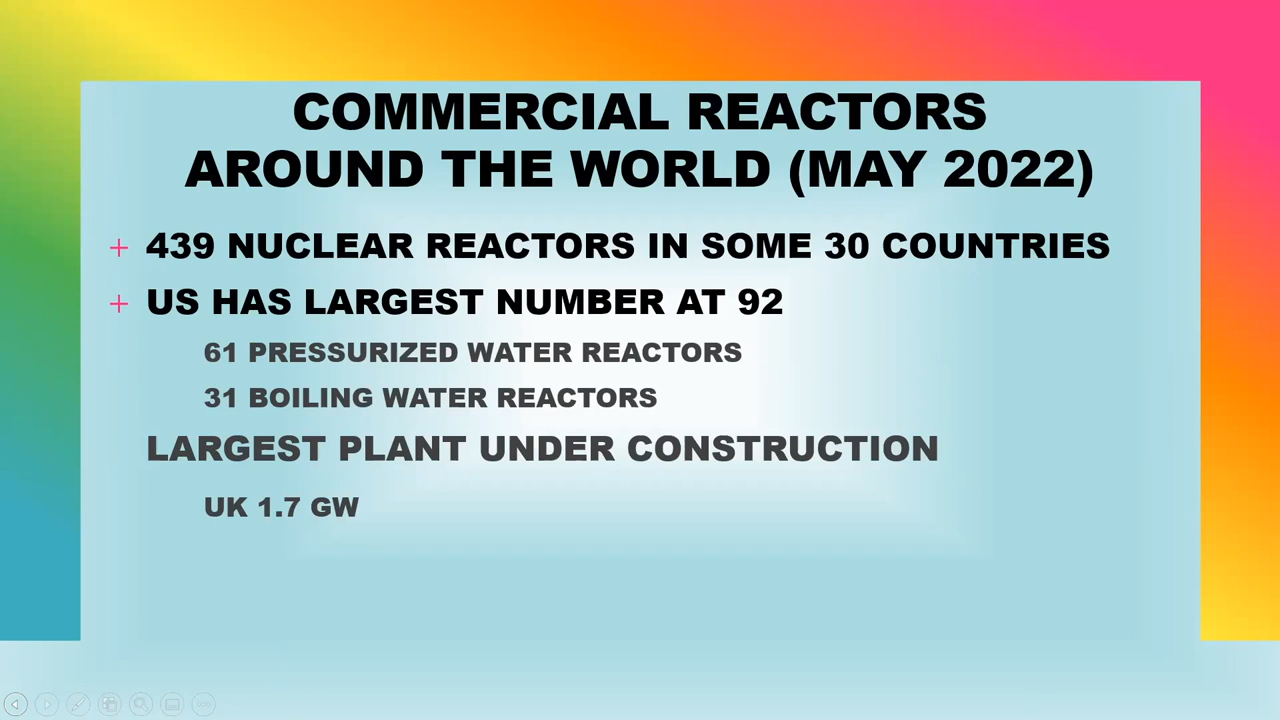 COMMERCIAL REACTORS
AROUND THE WORLD (MAY 2022)
+ 439 NUCLEAR REACTORS IN SOME 30 COUNTRIES
+ US HAS LARGEST NUMBER AT 92
61 PRESSURIZED WATER REACTORS
31 BOILING WATER REACTORS
LARGEST PLANT UNDER CONSTRUCTION
UK 1.7 GW